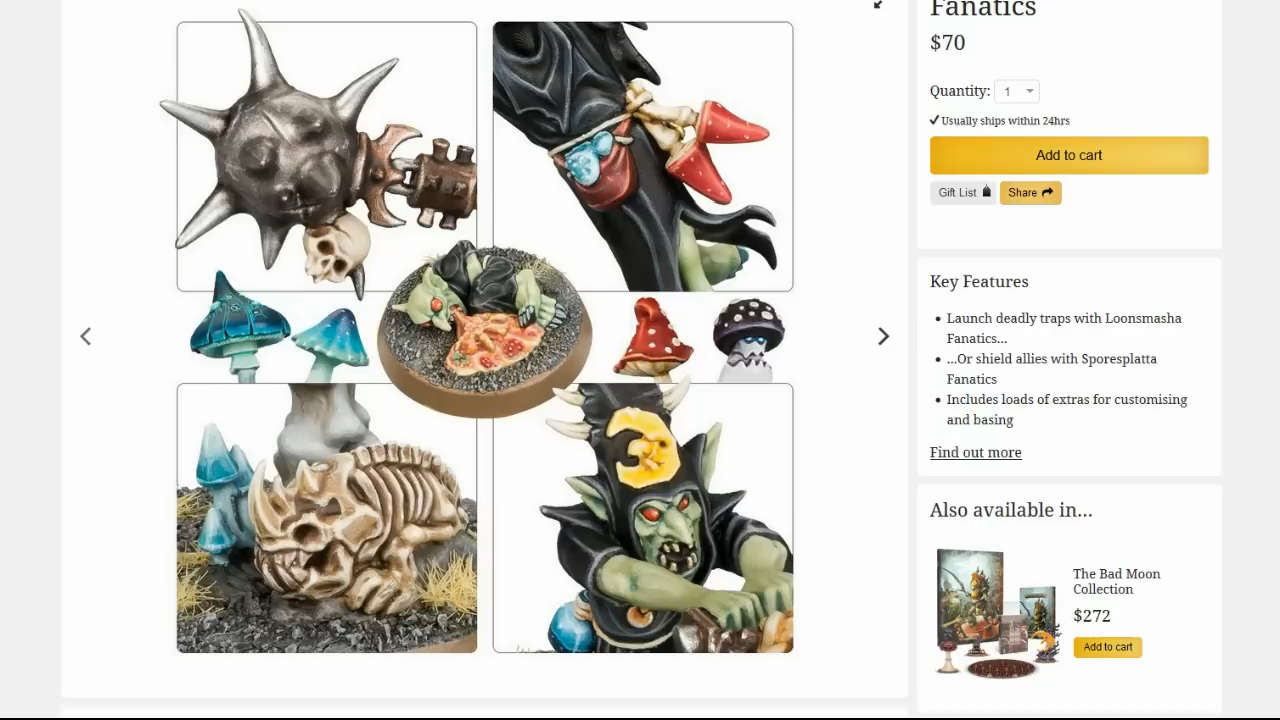 Fanatics
$70
Quantity: 1
Usually ships within 24hrs
Add to cart
Gift List
Share
Key Features
Launch deadly traps with Loonsmasha
Fanatics...
...Or shield allies with Sporesplatta
Fanatics
Includes loads of extras for customising
and basing
Find out more
Also available in...
The Bad Moon
Collection
$272
Add to cart